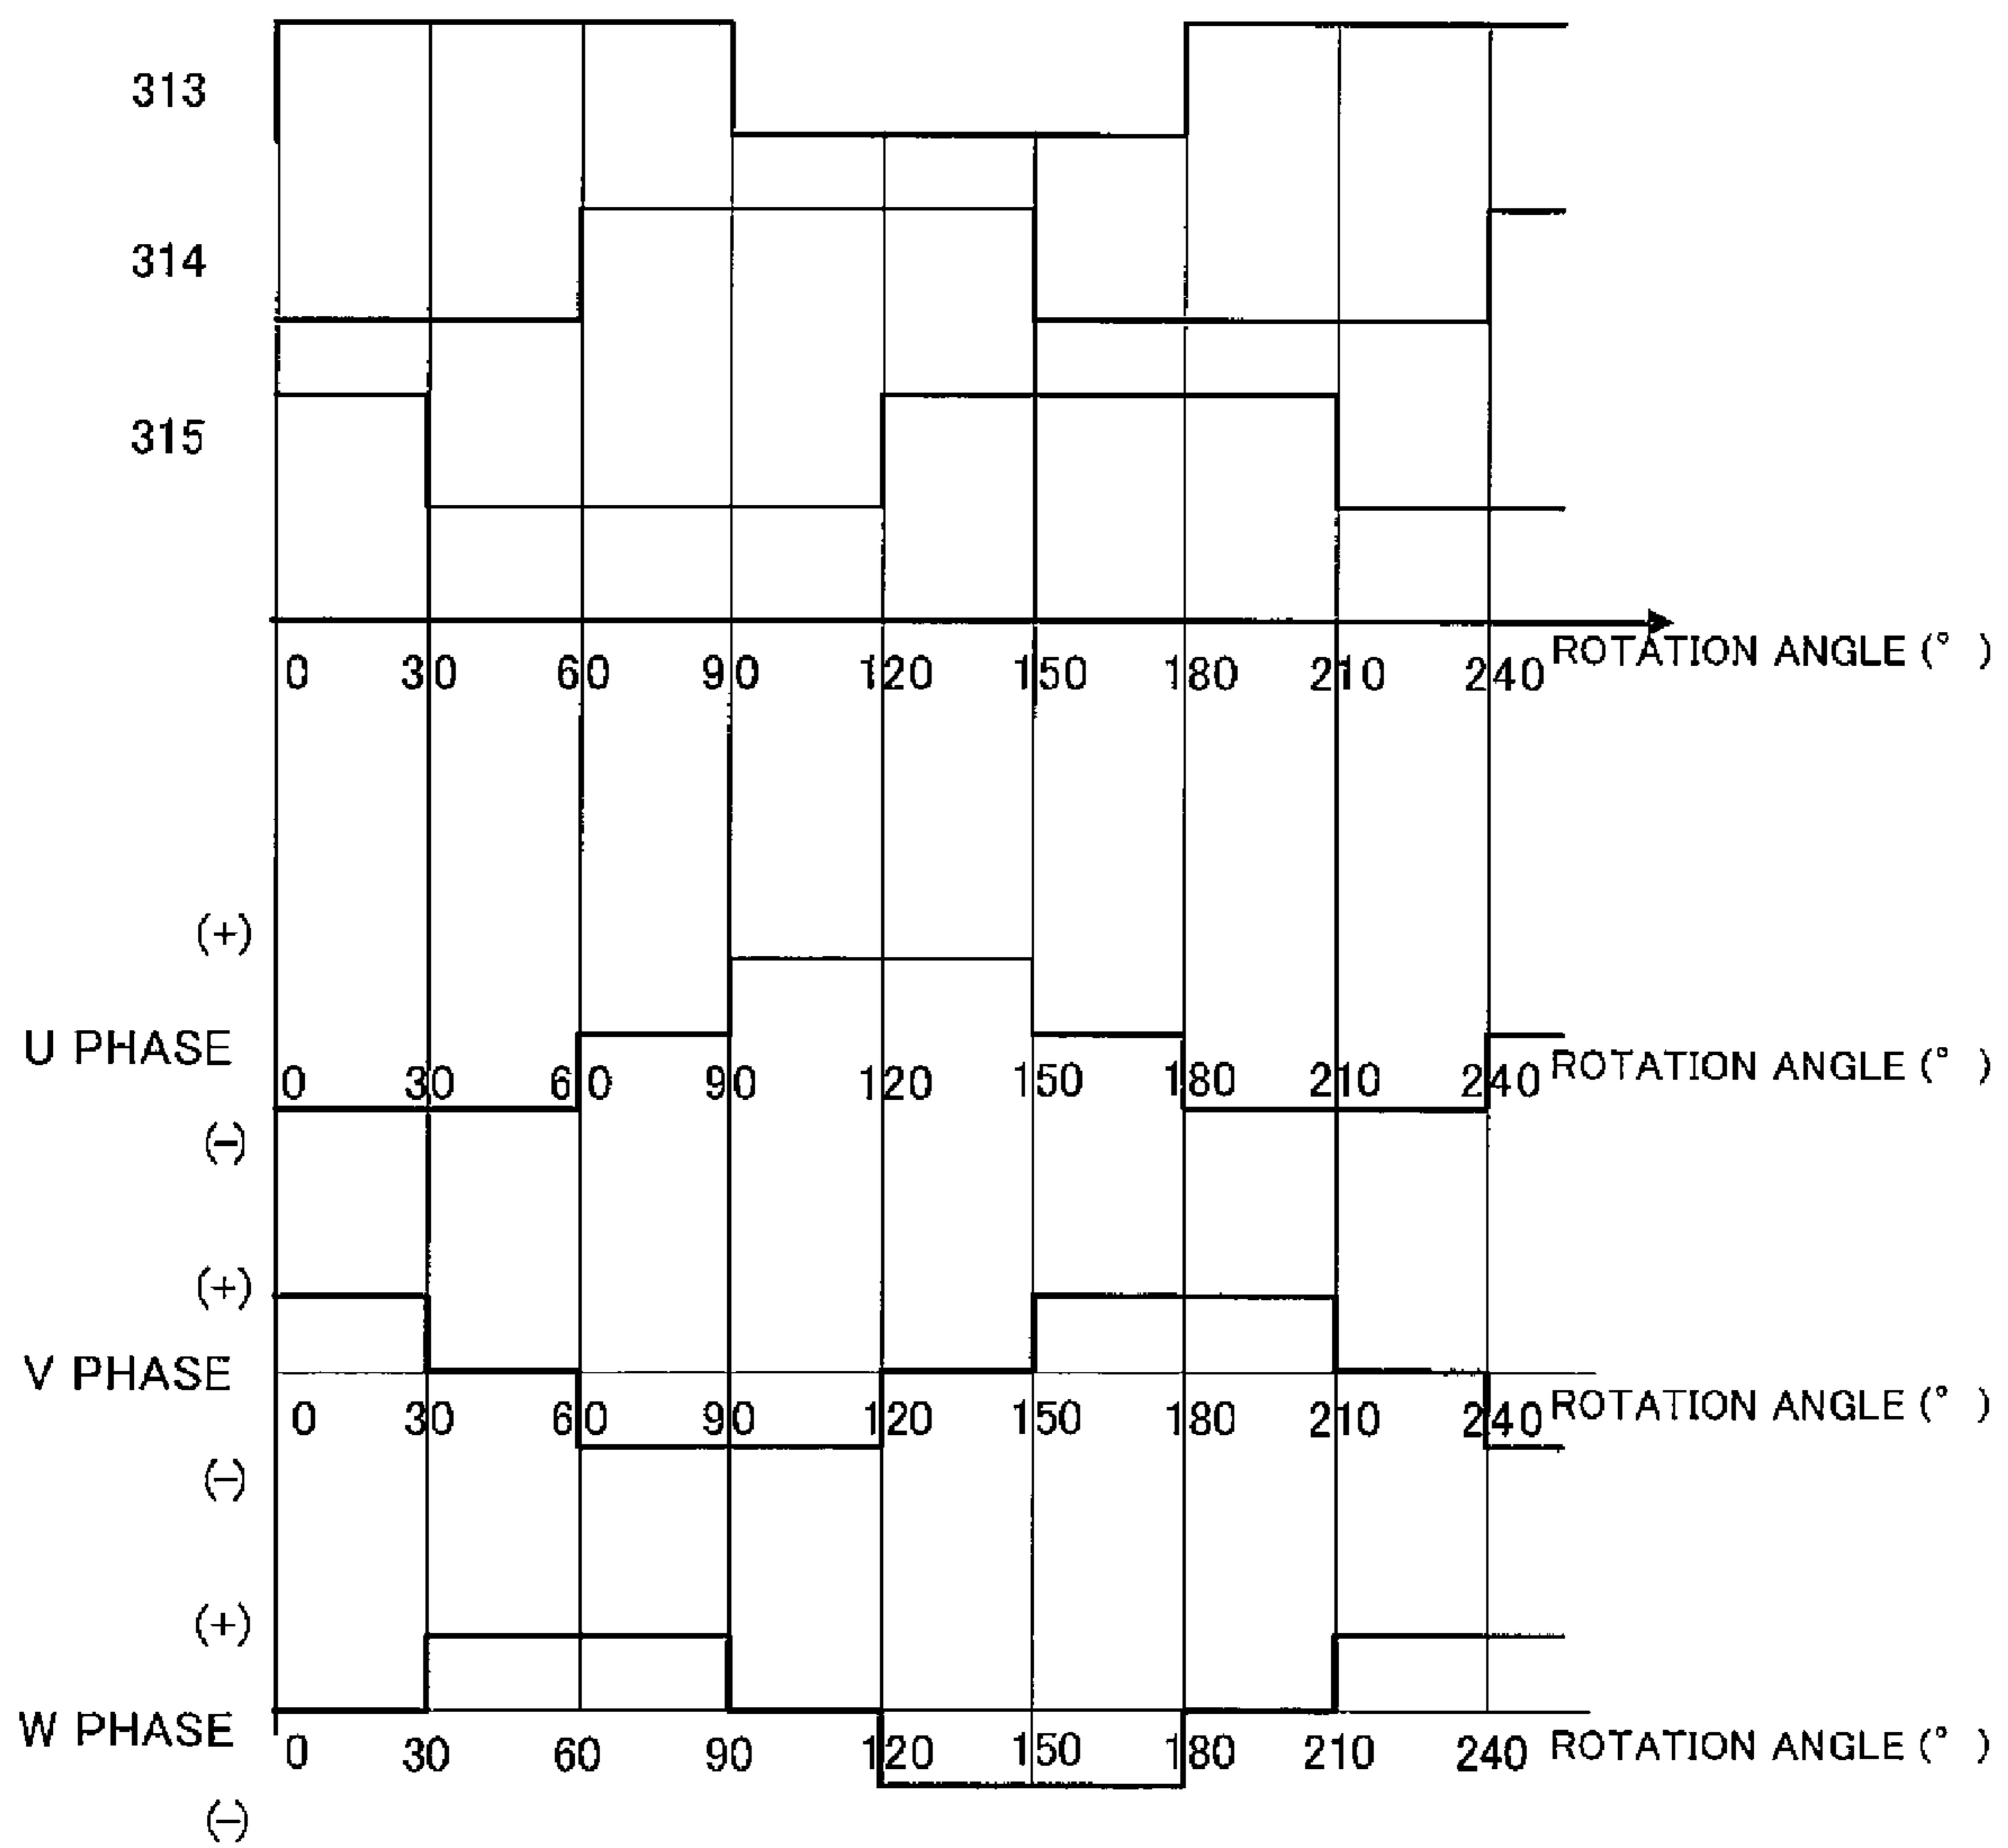 313
314
315
0 30 60 90 120 150 180 210 240 ROTATION ANGLE (° )
(+)
U PHASE
0 30 60 90 120 150 180 210 240 ROTATION ANGLE (° )
(−)
(+)
V PHASE
0 30 60 90 120 150 180 210 240 ROTATION ANGLE (° )
(−)
(+)
W PHASE
0 30 60 90 120 150 180 210 240 ROTATION ANGLE (° )
(−)